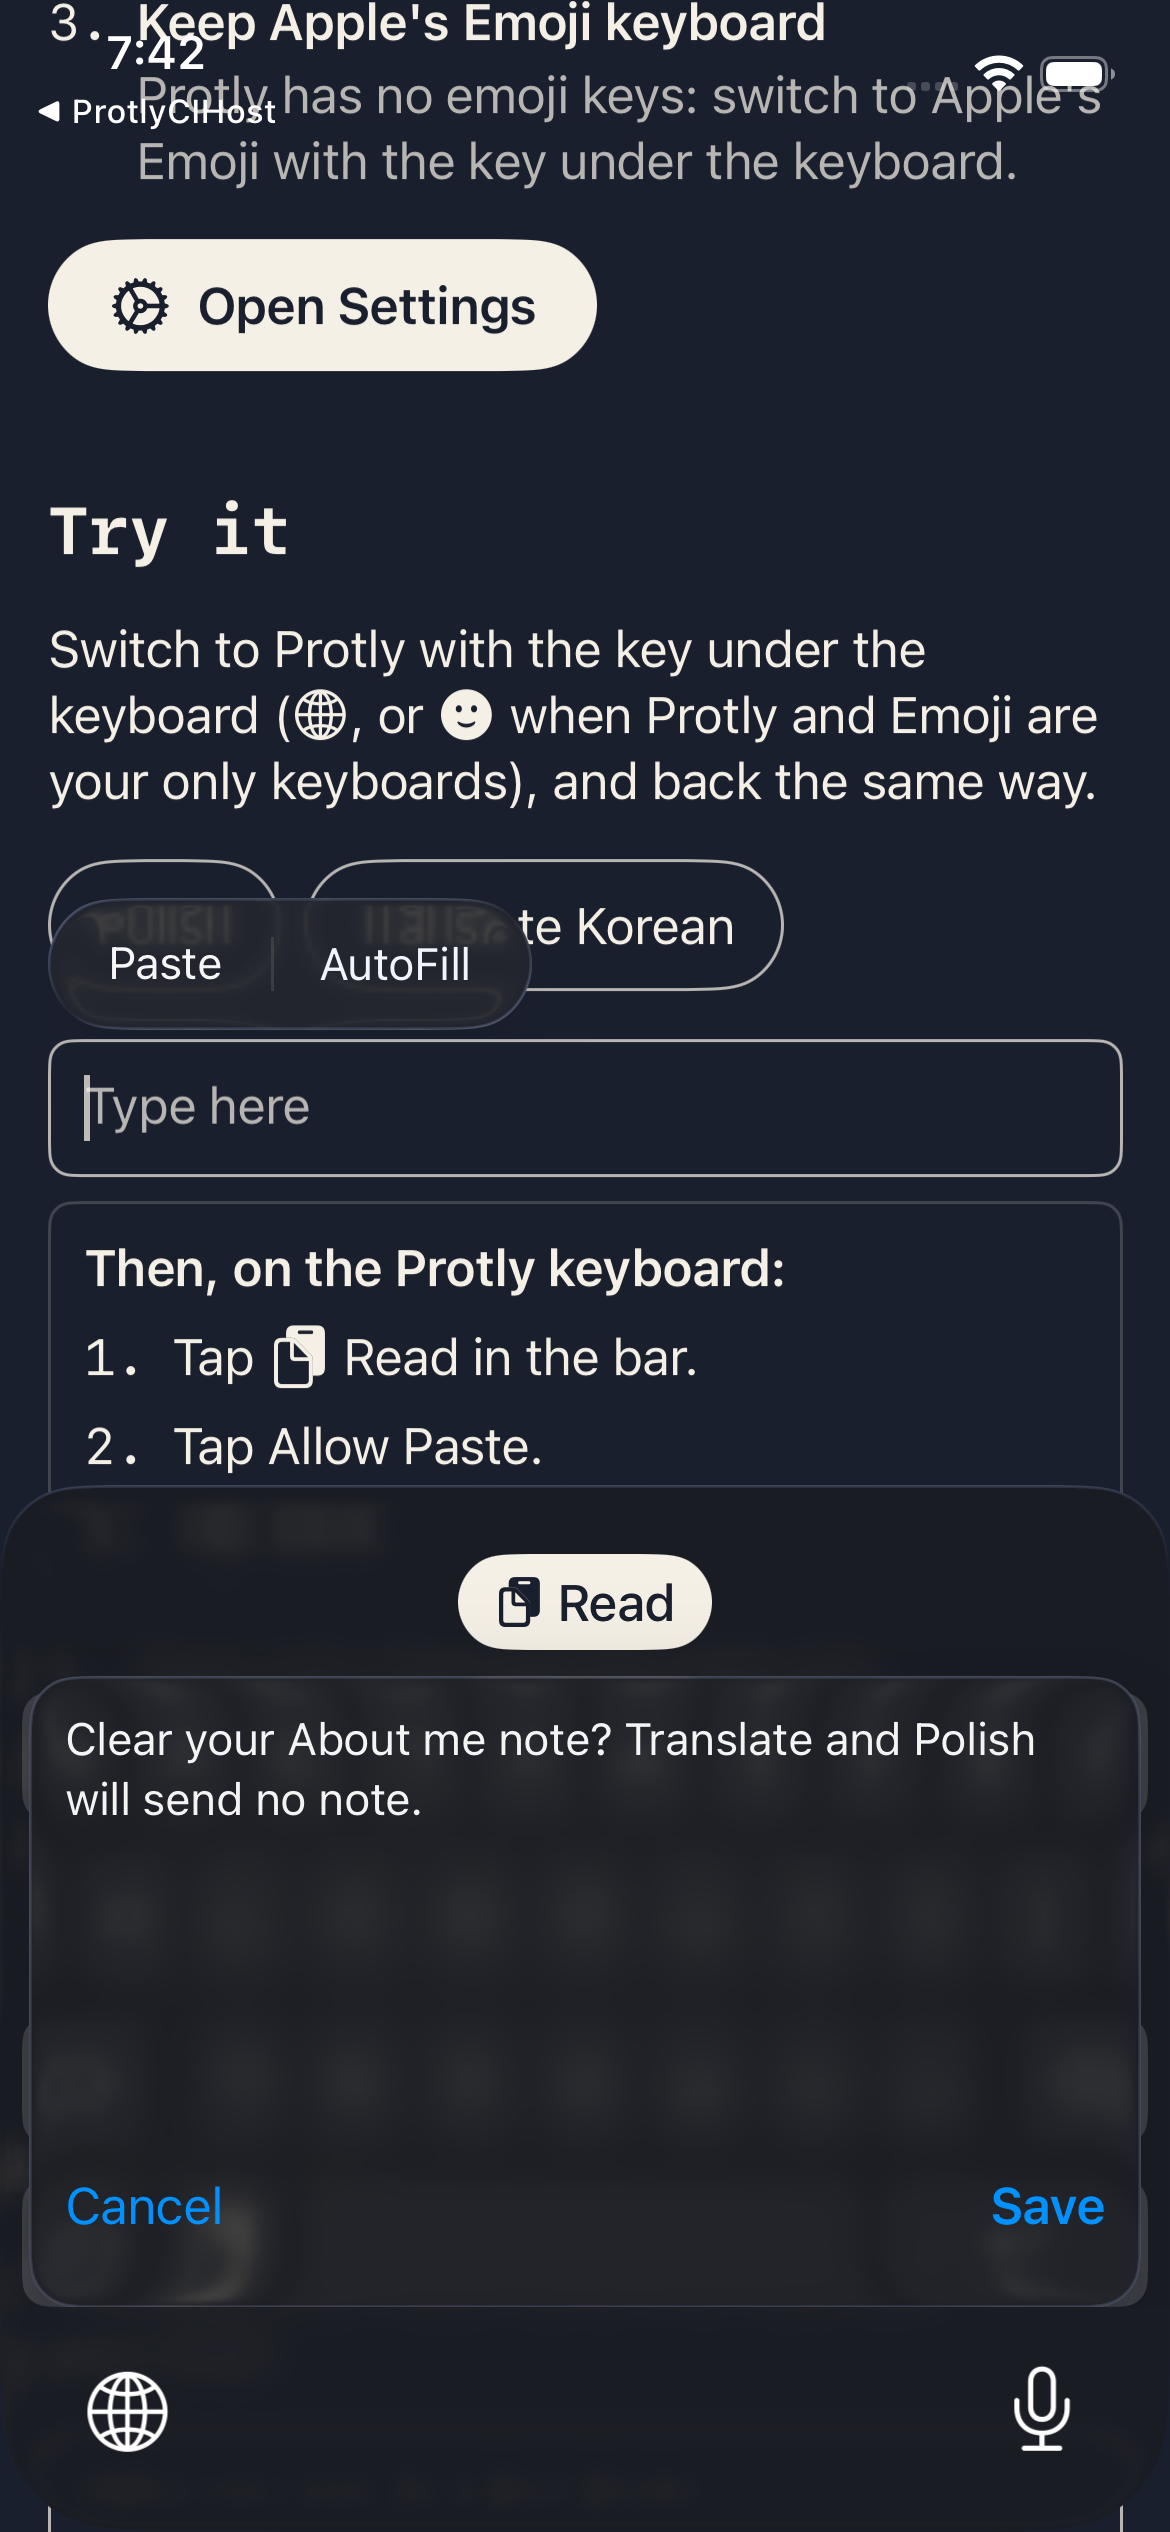 3. Keep Apple's Emoji keyboard
7:42
Protly has no emoji keys: switch to Apple's
ProtlyCIHost
Emoji with the key under the keyboard.
Open Settings
Try it
Switch to Protly with the key under the
keyboard (, or when Protly and Emoji are
your only keyboards), and back the same way.
te Korean
Paste
AutoFill
Type here
Then, on the Protly keyboard:
1. Tap Read in the bar.
2. Tap Allow Paste.
Read
Clear your About me note? Translate and Polish
will send no note.
Cancel
Save